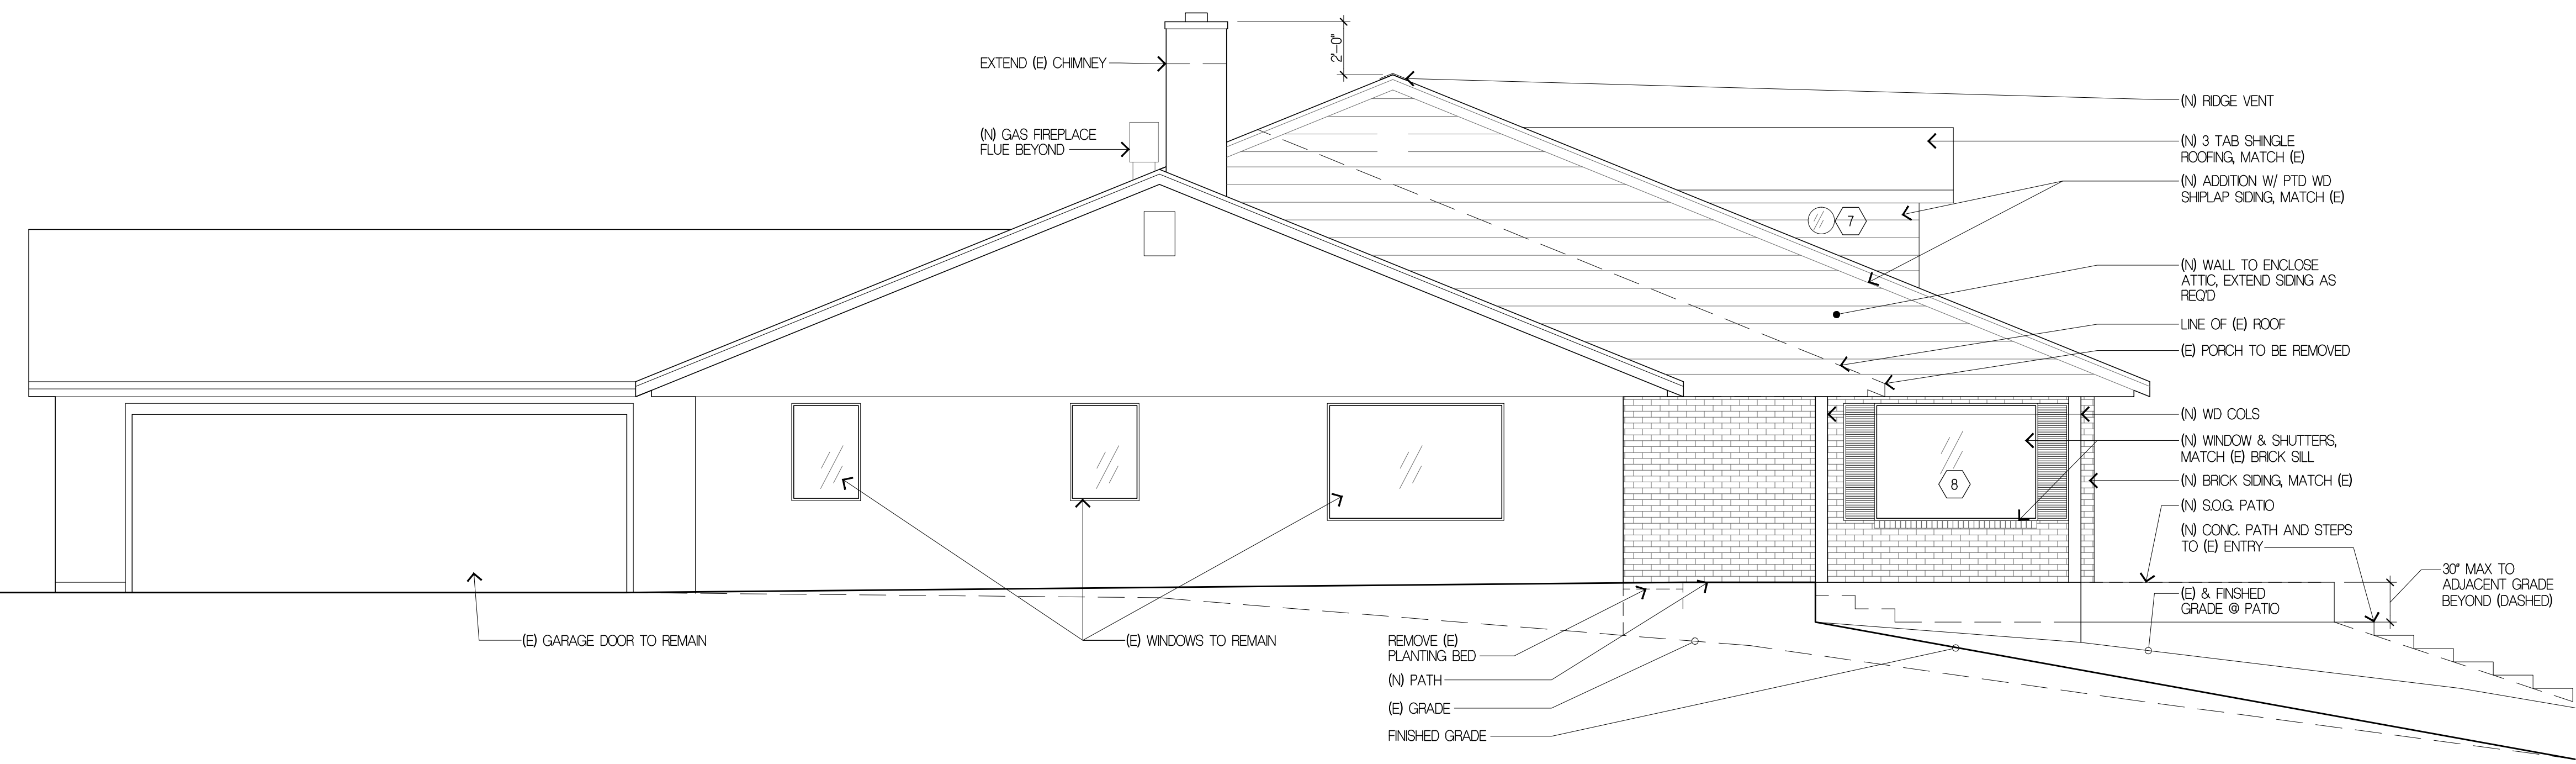 2'-0"
EXTEND (E) CHIMNEY
(N) GAS FIREPLACE
FLUE BEYOND
(N) RIDGE VENT
(N) 3 TAB SHINGLE
ROOFING, MATCH (E)
(N) ADDITION W/ PTD WD
SHIPLAP SIDING, MATCH (E)
7
(N) WALL TO ENCLOSE
ATTIC, EXTEND SIDING AS
REQ'D
LINE OF (E) ROOF
(E) PORCH TO BE REMOVED
(N) WD COLS
(N) WINDOW & SHUTTERS,
MATCH (E) BRICK SILL
8
(N) BRICK SIDING, MATCH (E)
(N) S.O.G. PATIO
(N) CONC. PATH AND STEPS
TO (E) ENTRY
30" MAX TO
ADJACENT GRADE
BEYOND (DASHED)
(E) & FINSHED
GRADE @ PATIO
(E) GARAGE DOOR TO REMAIN
(E) WINDOWS TO REMAIN
REMOVE (E)
PLANTING BED
(N) PATH
(E) GRADE
FINISHED GRADE